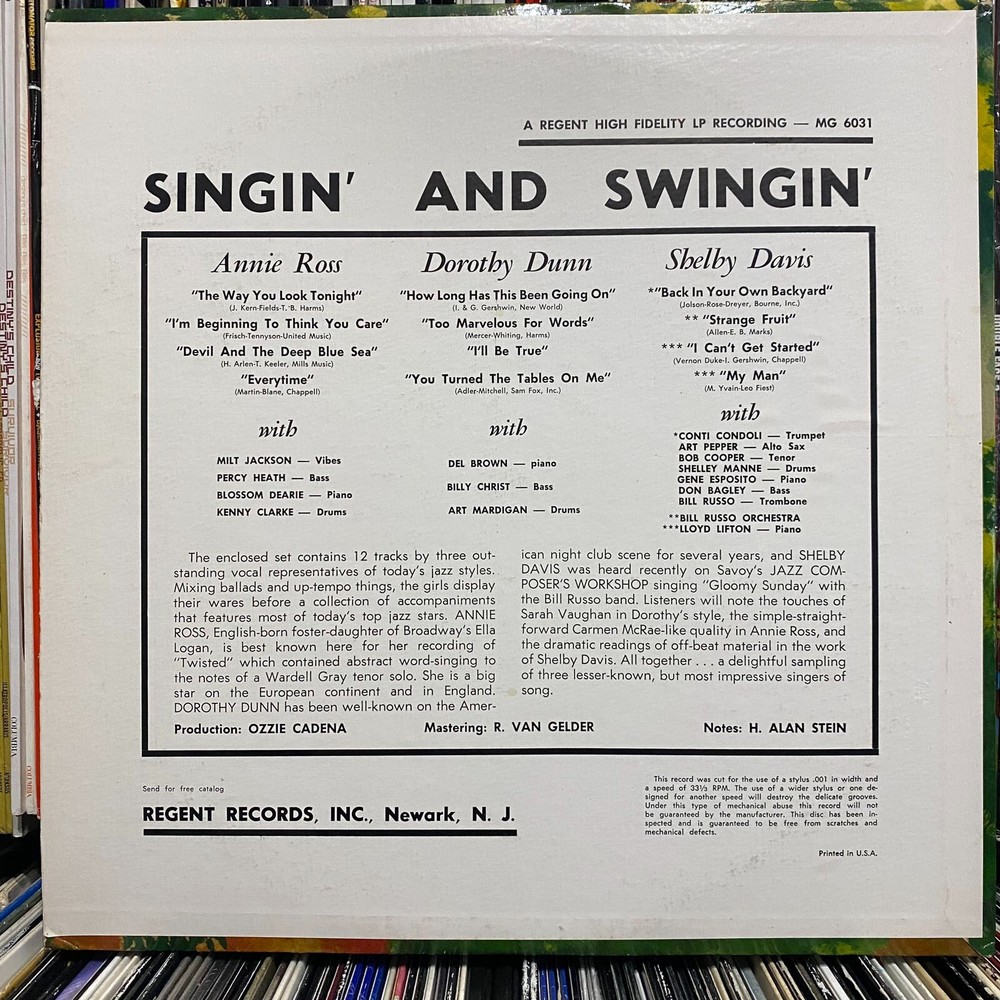 A REGENT HIGH FIDELITY LP RECORDING — MG 6031
SINGIN' AND SWINGIN'
Annie Ross
"The Way You Look Tonight"
(J. Kern-Fields-T. B. Harms)
"I'm Beginning To Think You Care"
(Frisch-Tennyson-United Music)
"Devil And The Deep Blue Sea"
(H. Arlen-T. Keeler, Mills Music)
"Everytime"
(Martin-Blane, Chappell)
with
MILT JACKSON — Vibes
PERCY HEATH — Bass
BLOSSOM DEARIE — Piano
KENNY CLARKE — Drums
Dorothy Dunn
"How Long Has This Been Going On"
(I. & G. Gershwin, New World)
"Too Marvelous For Words"
(Mercer-Whiting, Harms)
"I'll Be True"
"You Turned The Tables On Me"
(Adler-Mitchell, Sam Fox, Inc.)
with
DEL BROWN — piano
BILLY CHRIST — Bass
ART MARDIGAN — Drums
Shelby Davis
*"Back In Your Own Backyard"
(Jolson-Rose-Dreyer, Bourne, Inc.)
** "Strange Fruit"
(Allen-E. B. Marks)
*** "I Can't Get Started"
(Vernon Duke-I. Gershwin, Chappell)
*** "My Man"
(M. Yvain-Leo Fiest)
with
*CONTI CONDOLI — Trumpet
ART PEPPER — Alto Sax
BOB COOPER — Tenor
SHELLEY MANNE — Drums
GENE ESPOSITO — Piano
DON BAGLEY — Bass
BILL RUSSO — Trombone
**BILL RUSSO ORCHESTRA
***LLOYD LIFTON — Piano
The enclosed set contains 12 tracks by three out-
standing vocal representatives of today's jazz styles.
Mixing ballads and up-tempo things, the girls display
their wares before a collection of accompaniments
that features most of today's top jazz stars. ANNIE
ROSS, English-born foster-daughter of Broadway's Ella
Logan, is best known here for her recording of
"Twisted" which contained abstract word-singing to
the notes of a Wardell Gray tenor solo. She is a big
star on the European continent and in England.
DOROTHY DUNN has been well-known on the Amer-
ican night club scene for several years, and SHELBY
DAVIS was heard recently on Savoy's JAZZ COM-
POSER'S WORKSHOP singing "Gloomy Sunday" with
the Bill Russo band. Listeners will note the touches of
Sarah Vaughan in Dorothy's style, the simple-straight-
forward Carmen McRae-like quality in Annie Ross, and
the dramatic readings of off-beat material in the work
of Shelby Davis. All together . . . a delightful sampling
of three lesser-known, but most impressive singers of
song.
Production: OZZIE CADENA
Mastering: R. VAN GELDER
Notes: H. ALAN STEIN
Send for free catalog
REGENT RECORDS, INC., Newark, N. J.
This record was cut for the use of a stylus .001 in width and
a speed of 33⅓ RPM. The use of a wider stylus or one de-
signed for another speed will destroy the delicate grooves.
Under this type of mechanical abuse this record will not
be guaranteed by the manufacturer. This disc has been in-
spected and is guaranteed to be free from scratches and
mechanical defects.
Printed in U.S.A.
DESTINY'S CHILD
DESTINY'S CHILD
SURVIVOR
COLUMBIA
COLUMBIA